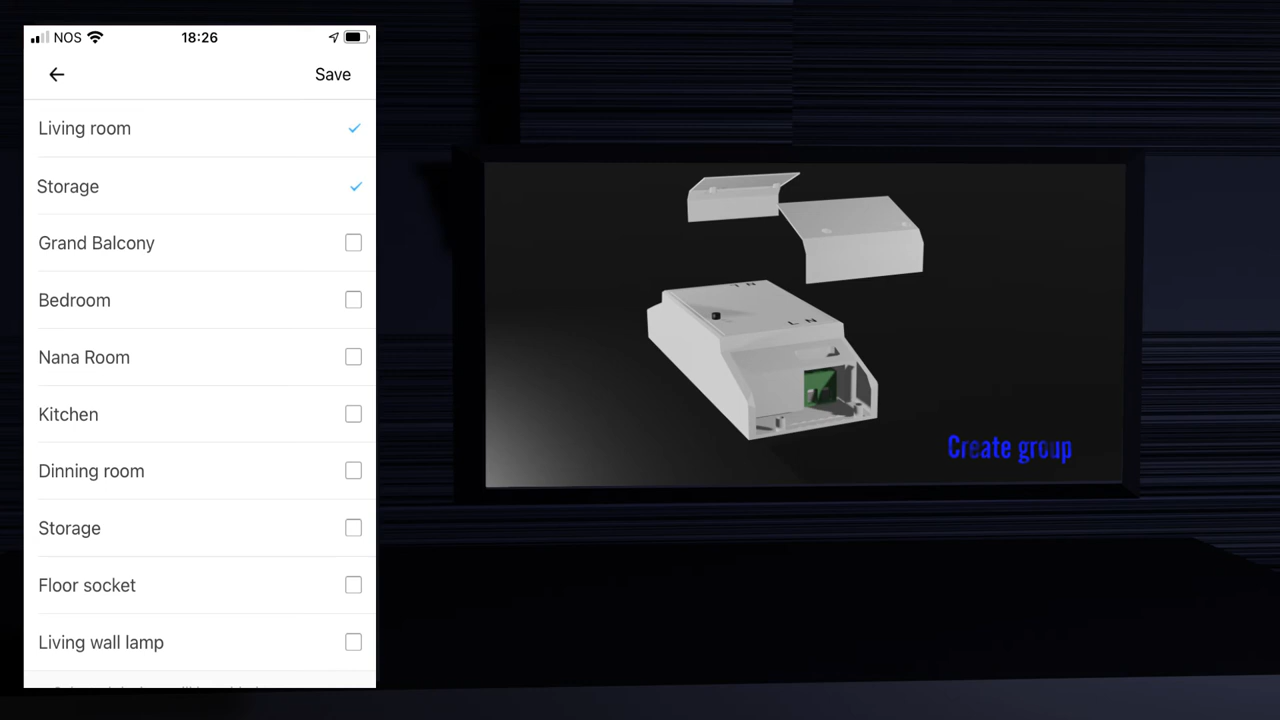 NOS 18:26
Save
Living room
Storage
Grand Balcony
Bedroom
Nana Room
Kitchen
Dinning room
Storage
Floor socket
Living wall lamp
L N
Create group